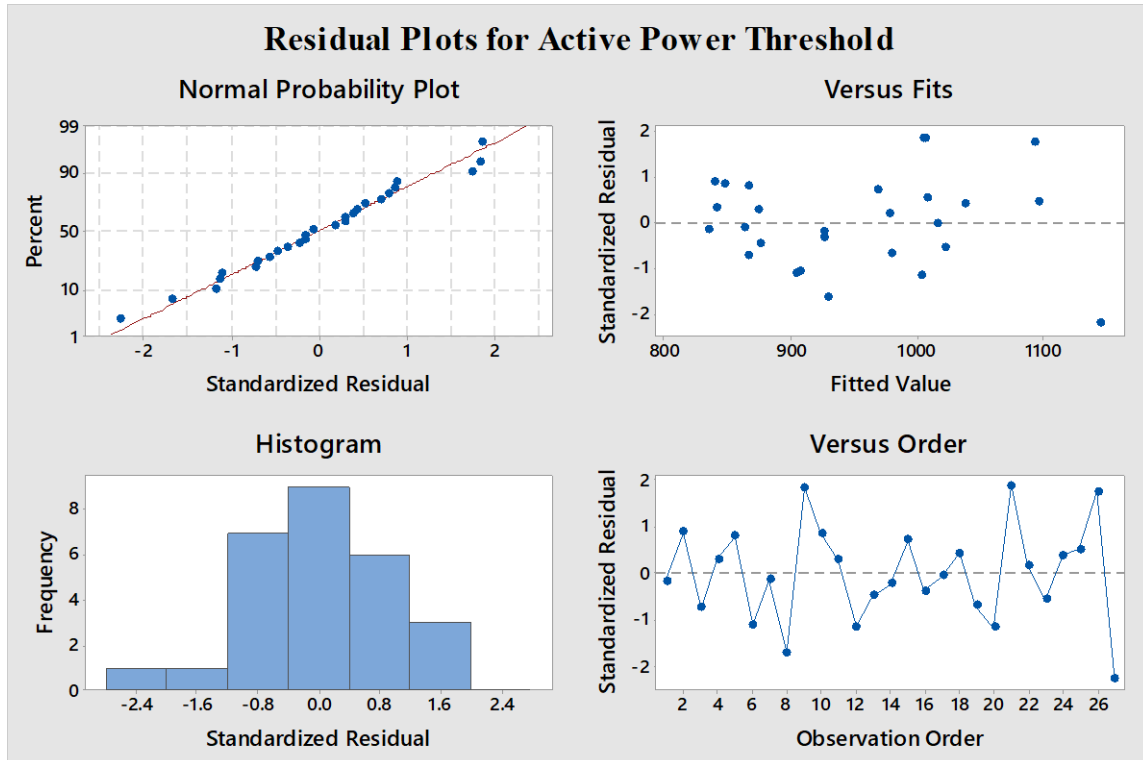 Residual Plots for Active Power Threshold
Normal Probability Plot
99
90
50
10
1
Percent
-2 -1 0 1 2
Standardized Residual
Versus Fits
2
1
0
-1
-2
Standardized Residual
800 900 1000 1100
Fitted Value
Histogram
8
6
4
2
0
Frequency
-2.4 -1.6 -0.8 0.0 0.8 1.6 2.4
Standardized Residual
Versus Order
2
1
0
-1
-2
Standardized Residual
2 4 6 8 10 12 14 16 18 20 22 24 26
Observation Order